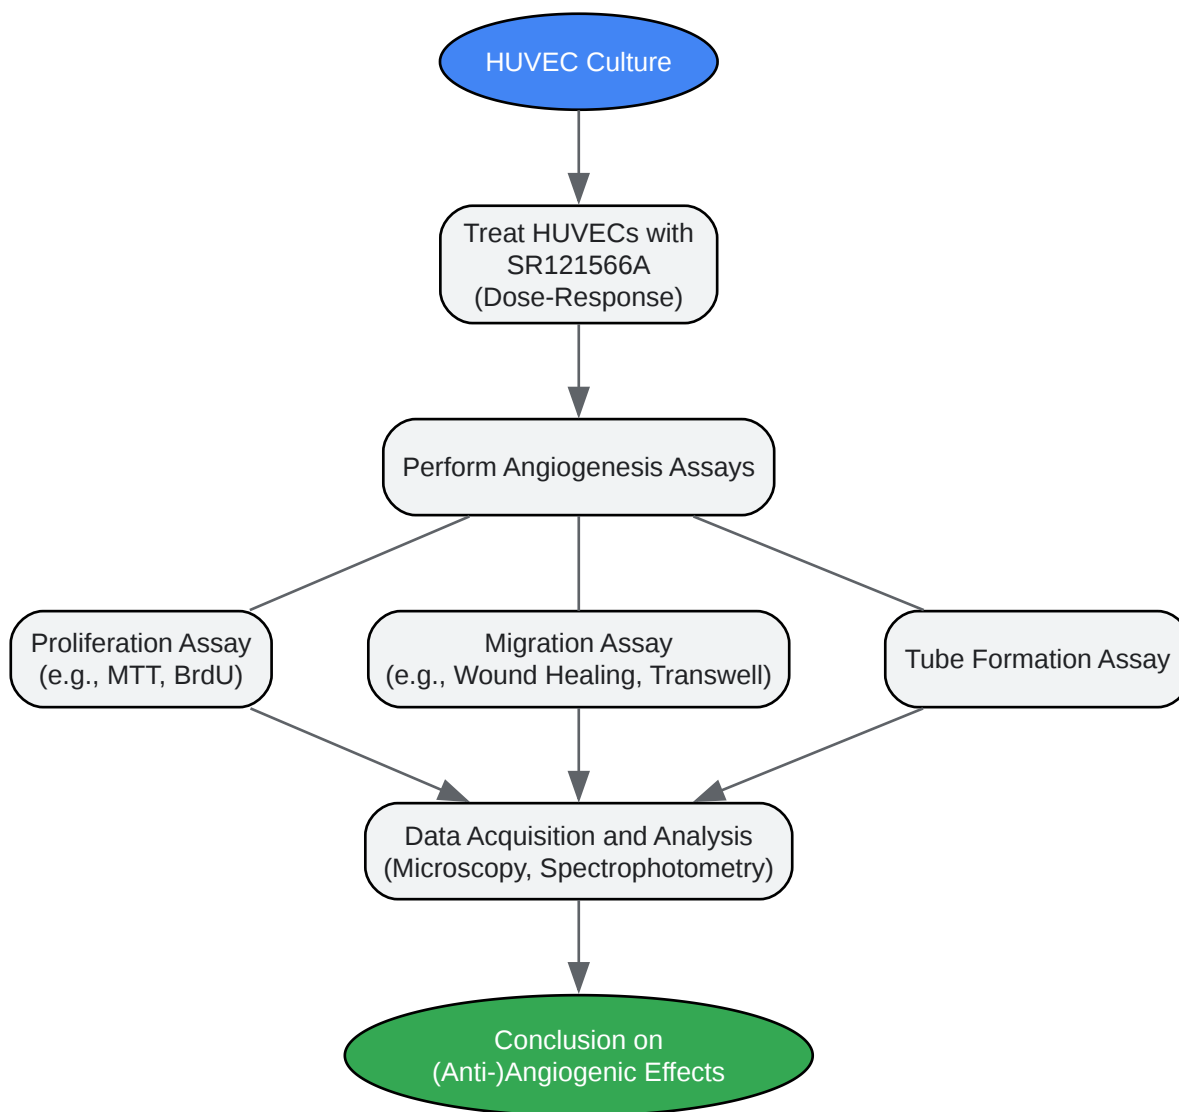 HUVEC Culture
Treat HUVECs with
SR121566A
(Dose-Response)
Perform Angiogenesis Assays
Proliferation Assay
(e.g., MTT, BrdU)
Migration Assay
(e.g., Wound Healing, Transwell)
Tube Formation Assay
Data Acquisition and Analysis
(Microscopy, Spectrophotometry)
Conclusion on
(Anti-)Angiogenic Effects